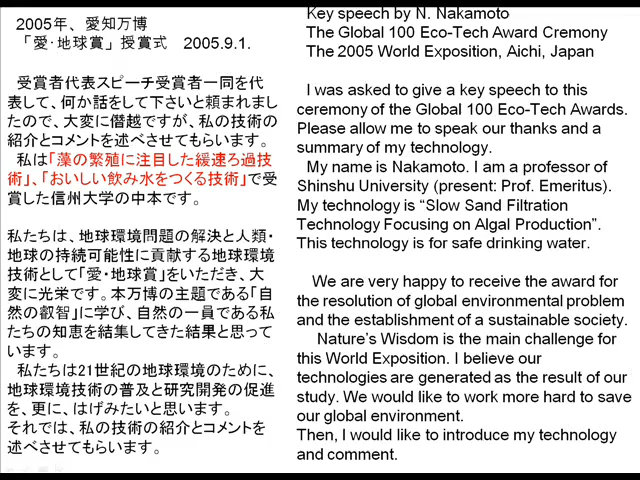 2005年、愛知万博
「愛・地球賞」授賞式　2005.9.1.
受賞者代表スピーチ受賞者一同を代
表して、何か話をして下さいと頼まれまし
たので、大変に僭越ですが、私の技術の
紹介とコメントを述べさせてもらいます。
私は「藻の繁殖に注目した緩速ろ過技
術」、「おいしい飲み水をつくる技術」で受
賞した信州大学の中本です。
私たちは、地球環境問題の解決と人類・
地球の持続可能性に貢献する地球環境
技術として「愛・地球賞」をいただき、大
変に光栄です。本万博の主題である「自
然の叡智」に学び、自然の一員である私
たちの知恵を結集してきた結果と思って
います。
私たちは21世紀の地球環境のために、
地球環境技術の普及と研究開発の促進
を、更に、はげみたいと思います。
それでは、私の技術の紹介とコメントを
述べさせてもらいます。
Key speech by N. Nakamoto
The Global 100 Eco-Tech Award Cremony
The 2005 World Exposition, Aichi, Japan
I was asked to give a key speech to this
ceremony of the Global 100 Eco-Tech Awards.
Please allow me to speak our thanks and a
summary of my technology.
My name is Nakamoto. I am a professor of
Shinshu University (present: Prof. Emeritus).
My technology is “Slow Sand Filtration
Technology Focusing on Algal Production”.
This technology is for safe drinking water.
We are very happy to receive the award for
the resolution of global environmental problem
and the establishment of a sustainable society.
Nature’s Wisdom is the main challenge for
this World Exposition. I believe our
technologies are generated as the result of our
study. We would like to work more hard to save
our global environment.
Then, I would like to introduce my technology
and comment.